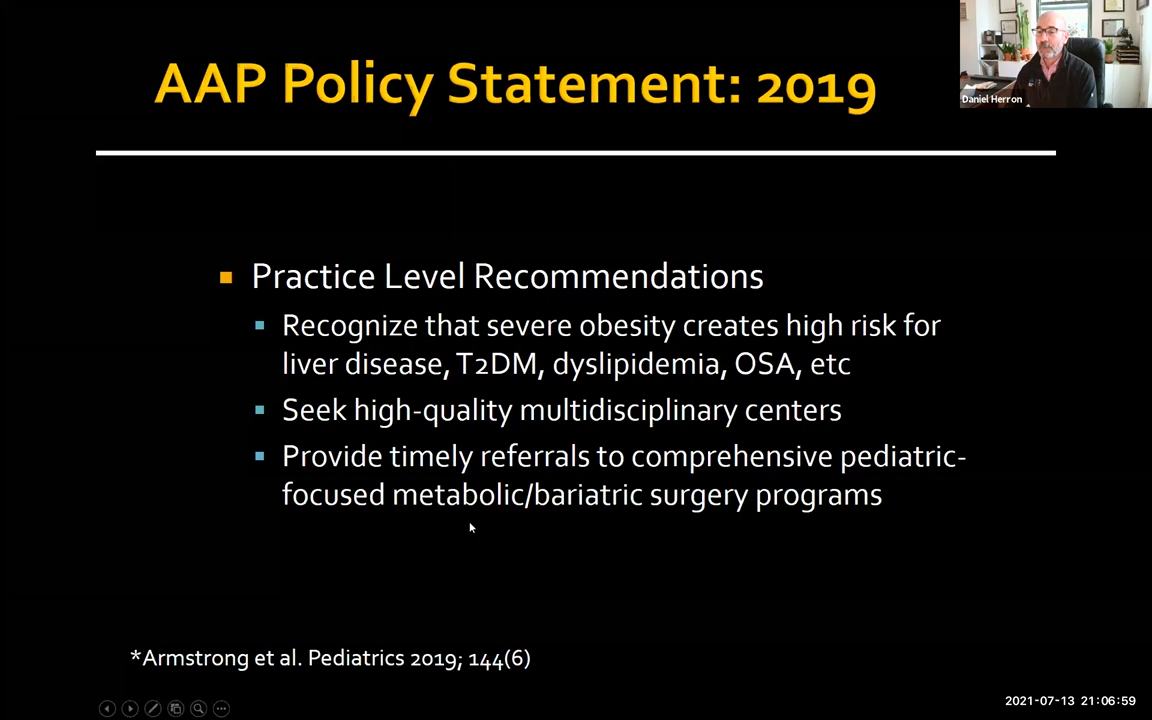 AAP Policy Statement: 2019
Daniel Herron
Practice Level Recommendations
Recognize that severe obesity creates high risk for
liver disease, T2DM, dyslipidemia, OSA, etc
Seek high-quality multidisciplinary centers
Provide timely referrals to comprehensive pediatric-
focused metabolic/bariatric surgery programs
*Armstrong et al. Pediatrics 2019; 144(6)
2021-07-13 21:06:59